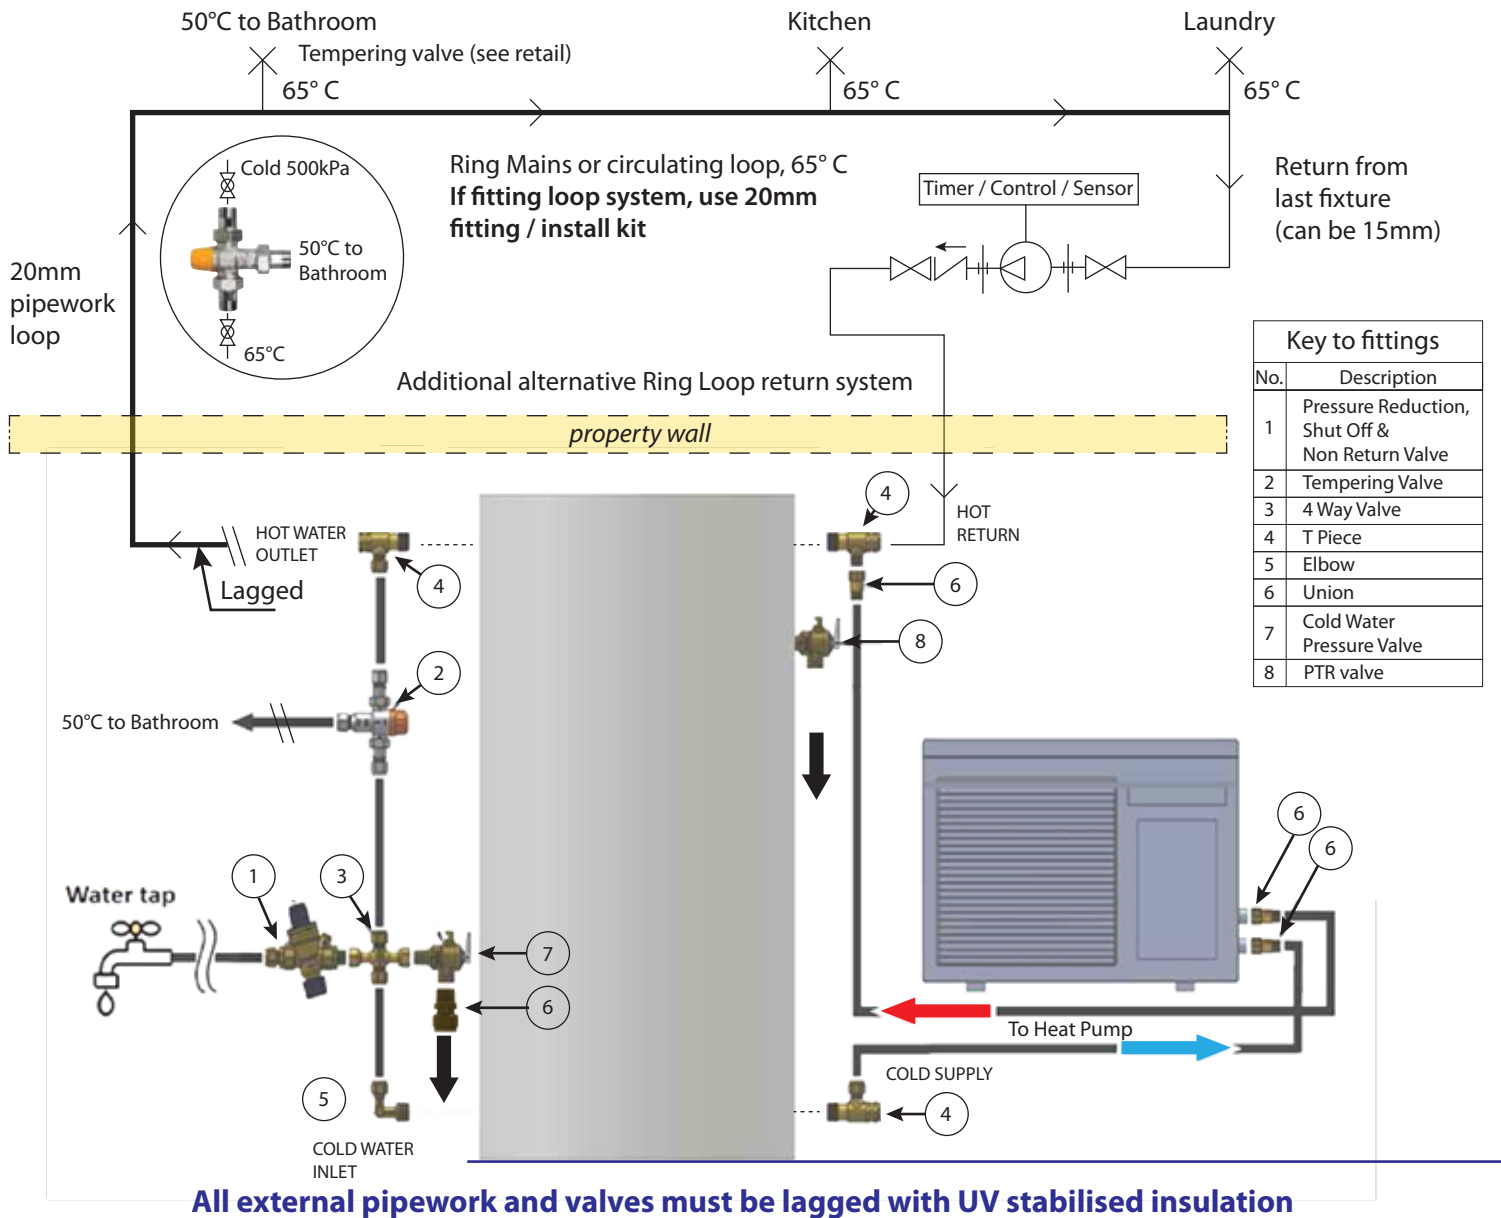 50°C to Bathroom
Kitchen
Laundry
Tempering valve (see retail)
65° C
65° C
65° C
Cold 500kPa
50°C to
Bathroom
65°C
Ring Mains or circulating loop, 65° C
If fitting loop system, use 20mm
fitting / install kit
Timer / Control / Sensor
Return from
last fixture
(can be 15mm)
20mm
pipework
loop
Additional alternative Ring Loop return system
property wall
Key to fittings
No. Description
1 Pressure Reduction,
Shut Off &
Non Return Valve
2 Tempering Valve
3 4 Way Valve
4 T Piece
5 Elbow
6 Union
7 Cold Water
Pressure Valve
8 PTR valve
HOT WATER
OUTLET
Lagged
4
4
HOT
RETURN
6
8
2
50°C to Bathroom
6
6
Water tap
1
3
7
6
To Heat Pump
COLD SUPPLY
5
4
COLD WATER
INLET
All external pipework and valves must be lagged with UV stabilised insulation